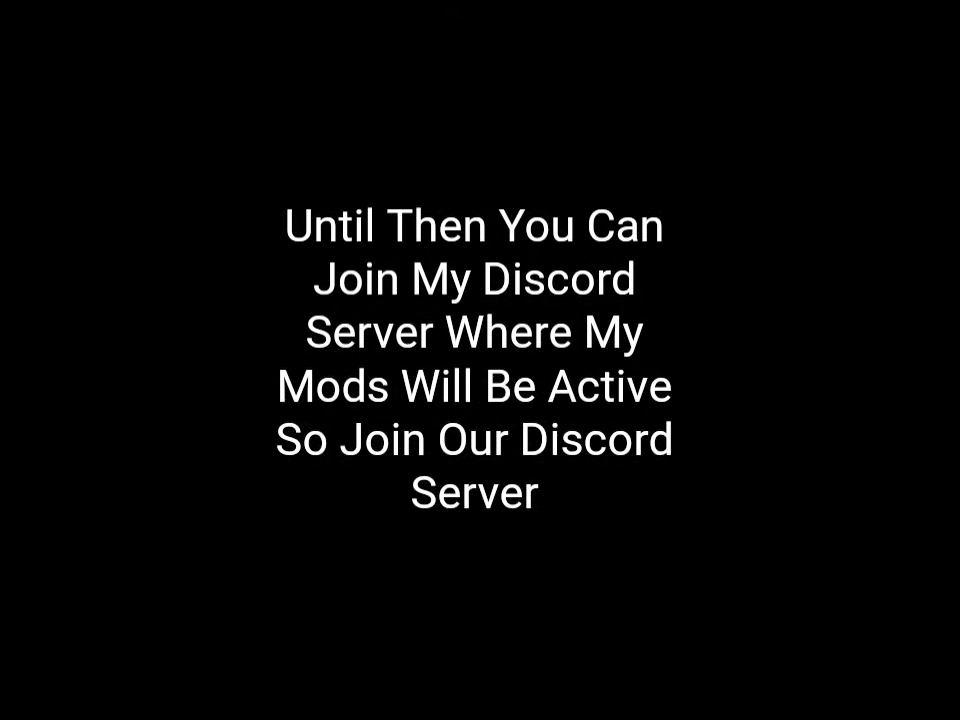 Until Then You Can
Join My Discord
Server Where My
Mods Will Be Active
So Join Our Discord
Server